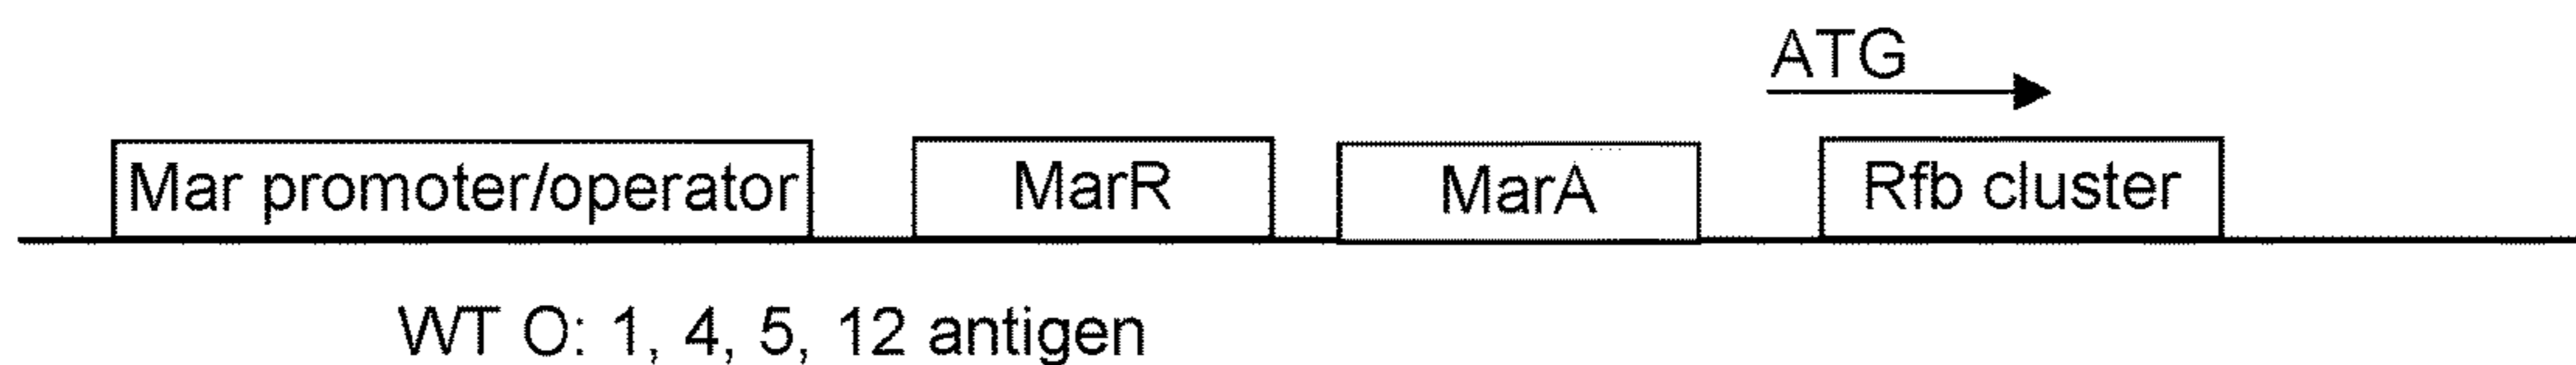 ATG
Mar promoter/operator MarR MarA Rfb cluster
WT O: 1, 4, 5, 12 antigen